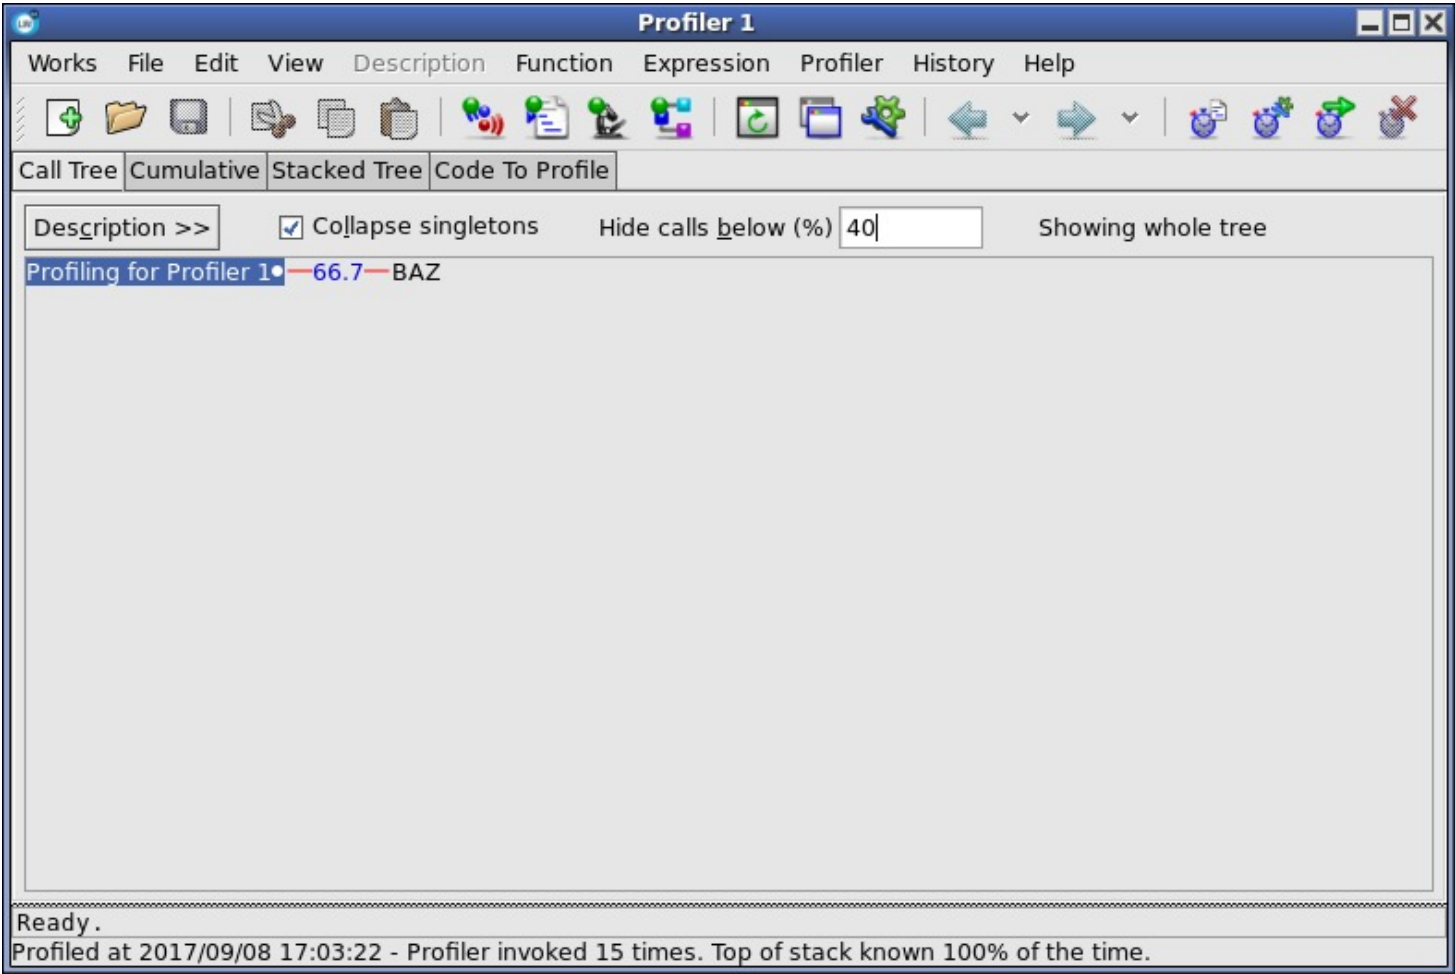 Profiler 1
Works File Edit View Description Function Expression Profiler History Help
Call Tree Cumulative Stacked Tree Code To Profile
Description >> Collapse singletons Hide calls below (%) 40 Showing whole tree
Profiling for Profiler 1 66.7 BAZ
Ready.
Profiled at 2017/09/08 17:03:22 - Profiler invoked 15 times. Top of stack known 100% of the time.